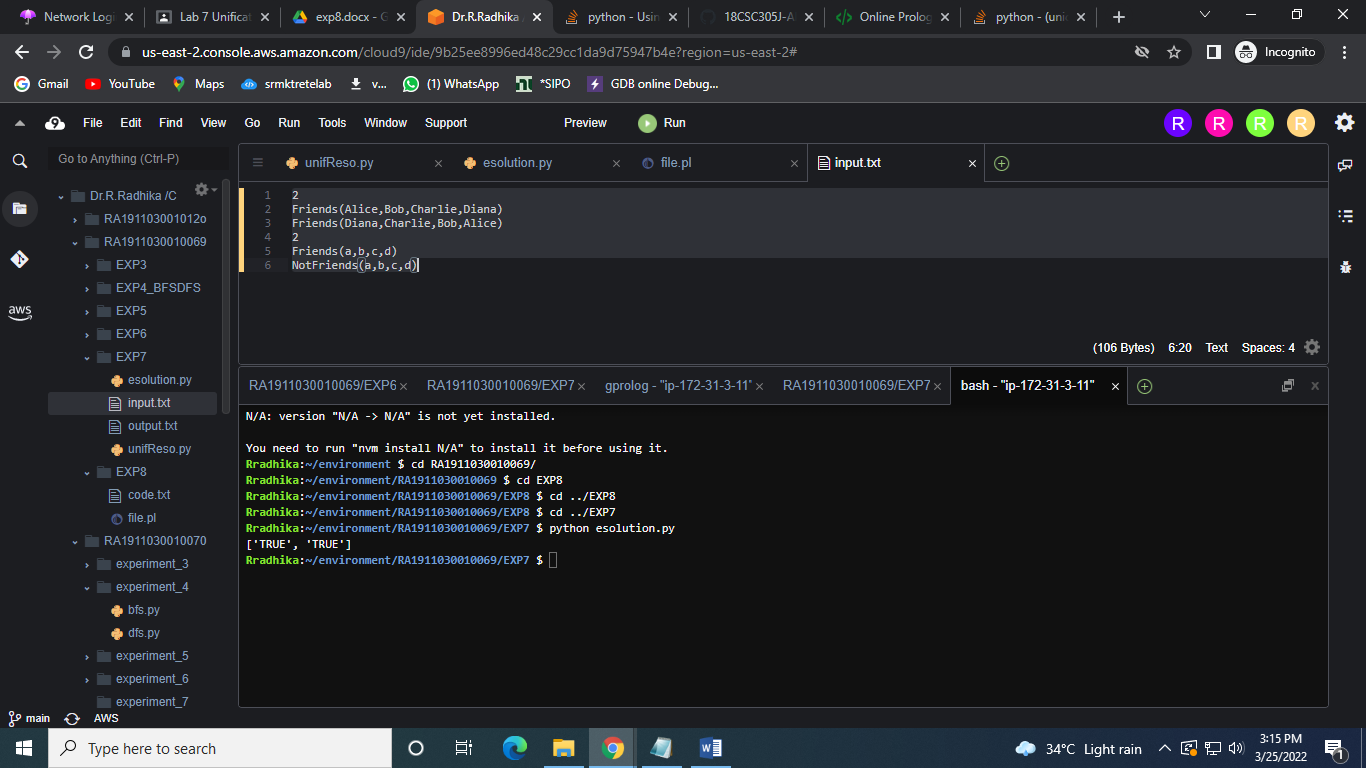 Network Logi
Lab 7 Unificat
exp8.docx - G
Dr.R.Radhika
python - Usin
18CSC305J-A
Online Prolog
python - (unio
us-east-2.console.aws.amazon.com/cloud9/ide/9b25ee8996ed48c29cc1da9d75947b4e?region=us-east-2#
Incognito
Gmail
YouTube
Maps
srmktretelab
v...
(1) WhatsApp
*SIPO
GDB online Debug...
File Edit Find View Go Run Tools Window Support Preview Run
R R R R
Go to Anything (Ctrl-P)
unifReso.py
esolution.py
file.pl
input.txt
Dr.R.Radhika /C
RA191103001012o
RA1911030010069
EXP3
EXP4_BFSDFS
EXP5
EXP6
EXP7
esolution.py
input.txt
output.txt
unifReso.py
EXP8
code.txt
file.pl
RA1911030010070
experiment_3
experiment_4
bfs.py
dfs.py
experiment_5
experiment_6
experiment_7
aws
1 2
2 Friends(Alice,Bob,Charlie,Diana)
3 Friends(Diana,Charlie,Bob,Alice)
4 2
5 Friends(a,b,c,d)
6 NotFriends(a,b,c,d)
(106 Bytes) 6:20 Text Spaces: 4
RA1911030010069/EXP6
RA1911030010069/EXP7
gprolog - "ip-172-31-3-11"
RA1911030010069/EXP7
bash - "ip-172-31-3-11"
N/A: version "N/A -> N/A" is not yet installed.
You need to run "nvm install N/A" to install it before using it.
Rradhika:~/environment $ cd RA1911030010069/
Rradhika:~/environment/RA1911030010069 $ cd EXP8
Rradhika:~/environment/RA1911030010069/EXP8 $ cd ../EXP8
Rradhika:~/environment/RA1911030010069/EXP8 $ cd ../EXP7
Rradhika:~/environment/RA1911030010069/EXP7 $ python esolution.py
['TRUE', 'TRUE']
Rradhika:~/environment/RA1911030010069/EXP7 $
main
AWS
Type here to search
34°C Light rain
3:15 PM
3/25/2022
1